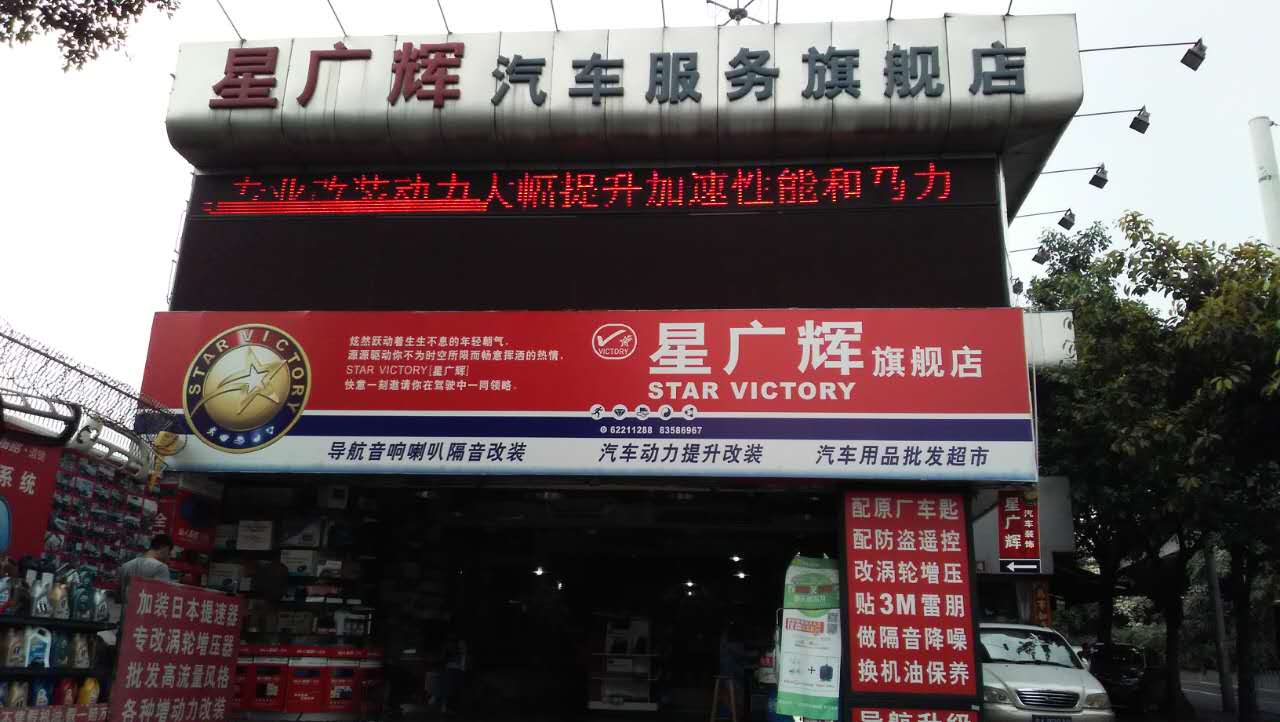 星广辉 汽车服务旗舰店
专业改装动力大幅提升加速性能和马力
STAR VICTORY
炫然跃动着生生不息的年轻朝气，
源源驱动你不为时空所限而畅意挥洒的热情，
STAR VICTORY[星广辉]
快意一刻邀请你在驾驶中一同领略.
VICTORY
星广辉 旗舰店
STAR VICTORY
62211288 83586967
导航音响喇叭隔音改装 汽车动力提升改装 汽车用品批发超市
系统
配原厂车匙
配防盗遥控
改涡轮增压
贴3M雷朋
做隔音降噪
换机油保养
导航升级
星广辉
汽车装饰
加装日本提速器
专改涡轮增压器
批发高流量风格
各种增动力改装